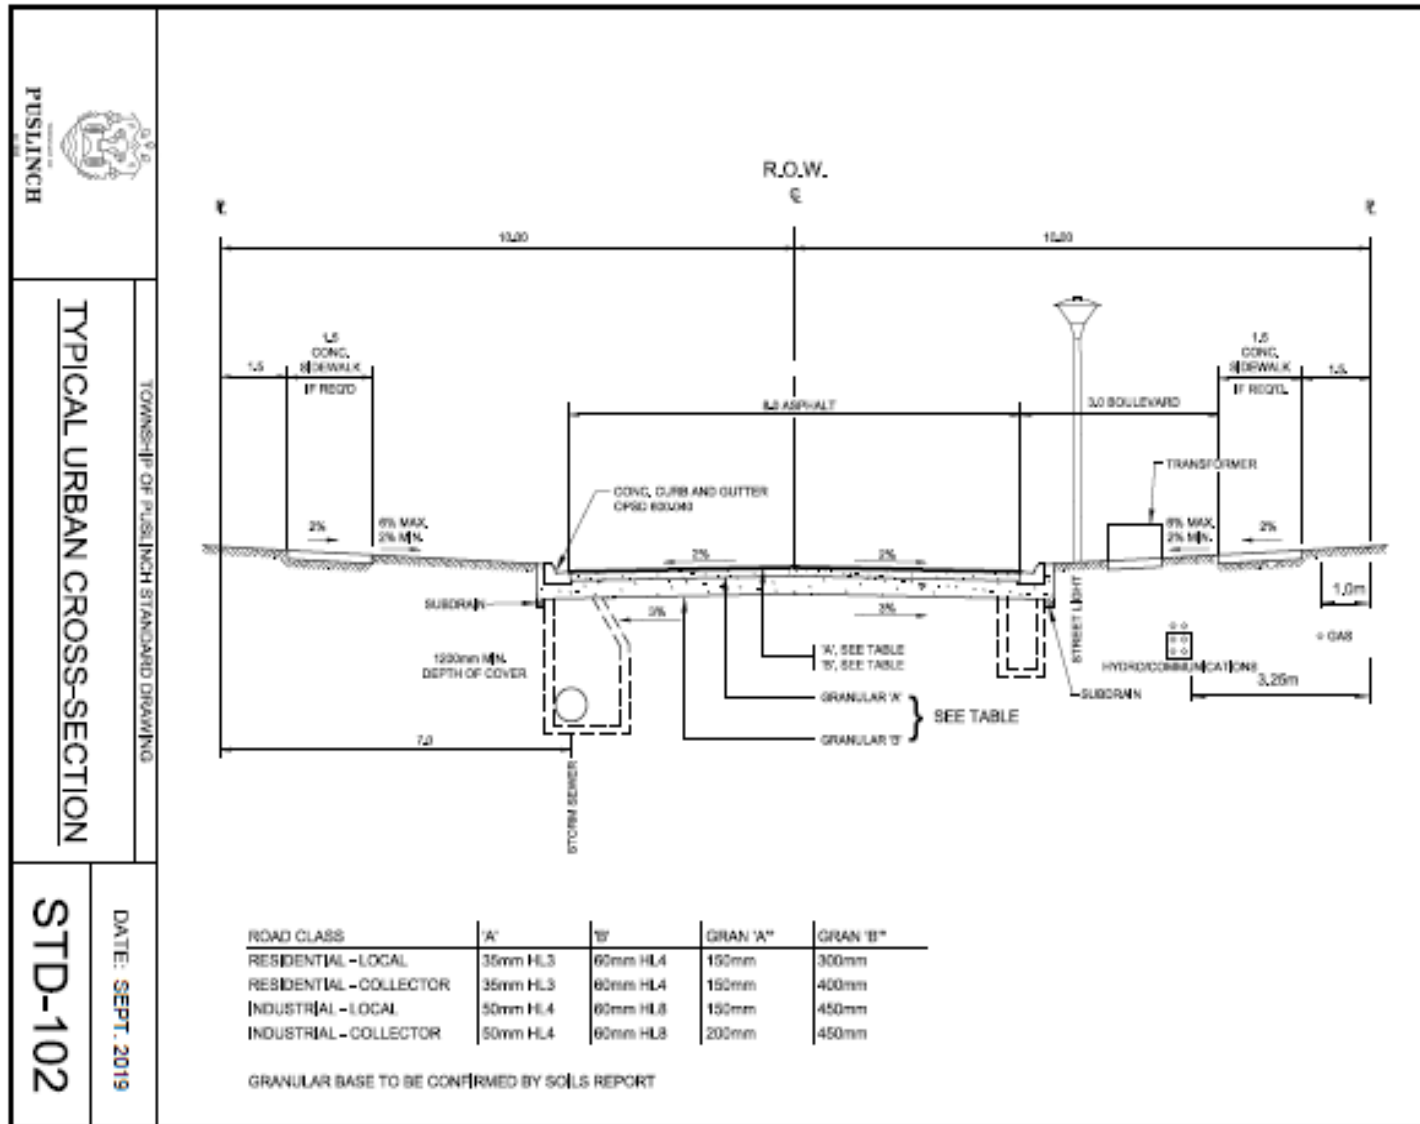 PUSLINCH
TOWNSHIP OF PUSLINCH STANDARD DRAWING
TYPICAL URBAN CROSS-SECTION
DATE: SEPT. 2019
STD-102
R.O.W.
10.00
10.00
1.5
1.5
CONC.
SIDEWALK
IF REQ'D
8.0 ASPHALT
3.0 BOULEVARD
1.5
CONC.
SIDEWALK
IF REQ'D.
1.5
TRANSFORMER
CONC. CURB AND GUTTER
OPSD 600.040
2%
6% MAX.
2% MIN.
2%
2%
6% MAX.
2% MIN.
2%
SUBDRAIN
3%
3%
STREET LIGHT
1.0m
GAS
1200mm MIN.
DEPTH OF COVER
'A', SEE TABLE
'B', SEE TABLE
HYDRO/COMMUNICATIONS
3.25m
GRANULAR 'A'
SUBDRAIN
SEE TABLE
GRANULAR 'B'
7.0
STORM SEWER
ROAD CLASS 'A' 'B' GRAN 'A'* GRAN 'B'*
RESIDENTIAL - LOCAL 35mm HL3 60mm HL4 150mm 300mm
RESIDENTIAL - COLLECTOR 35mm HL3 60mm HL4 150mm 400mm
INDUSTRIAL - LOCAL 50mm HL4 60mm HL8 150mm 450mm
INDUSTRIAL - COLLECTOR 50mm HL4 60mm HL8 200mm 450mm
GRANULAR BASE TO BE CONFIRMED BY SOILS REPORT